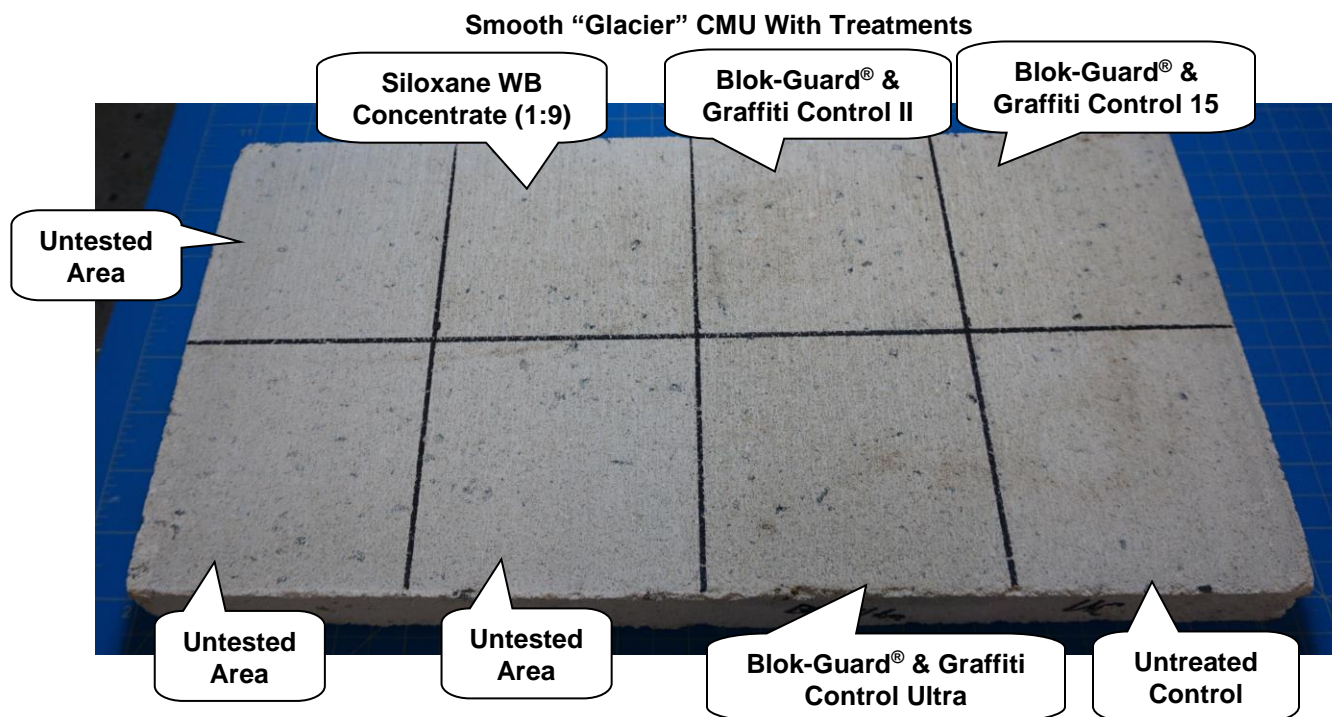 Smooth “Glacier” CMU With Treatments
Siloxane WB
Concentrate (1:9)
Blok-Guard® &
Graffiti Control II
Blok-Guard® &
Graffiti Control 15
Untested
Area
Untested
Area
Untested
Area
Blok-Guard® & Graffiti
Control Ultra
Untreated
Control